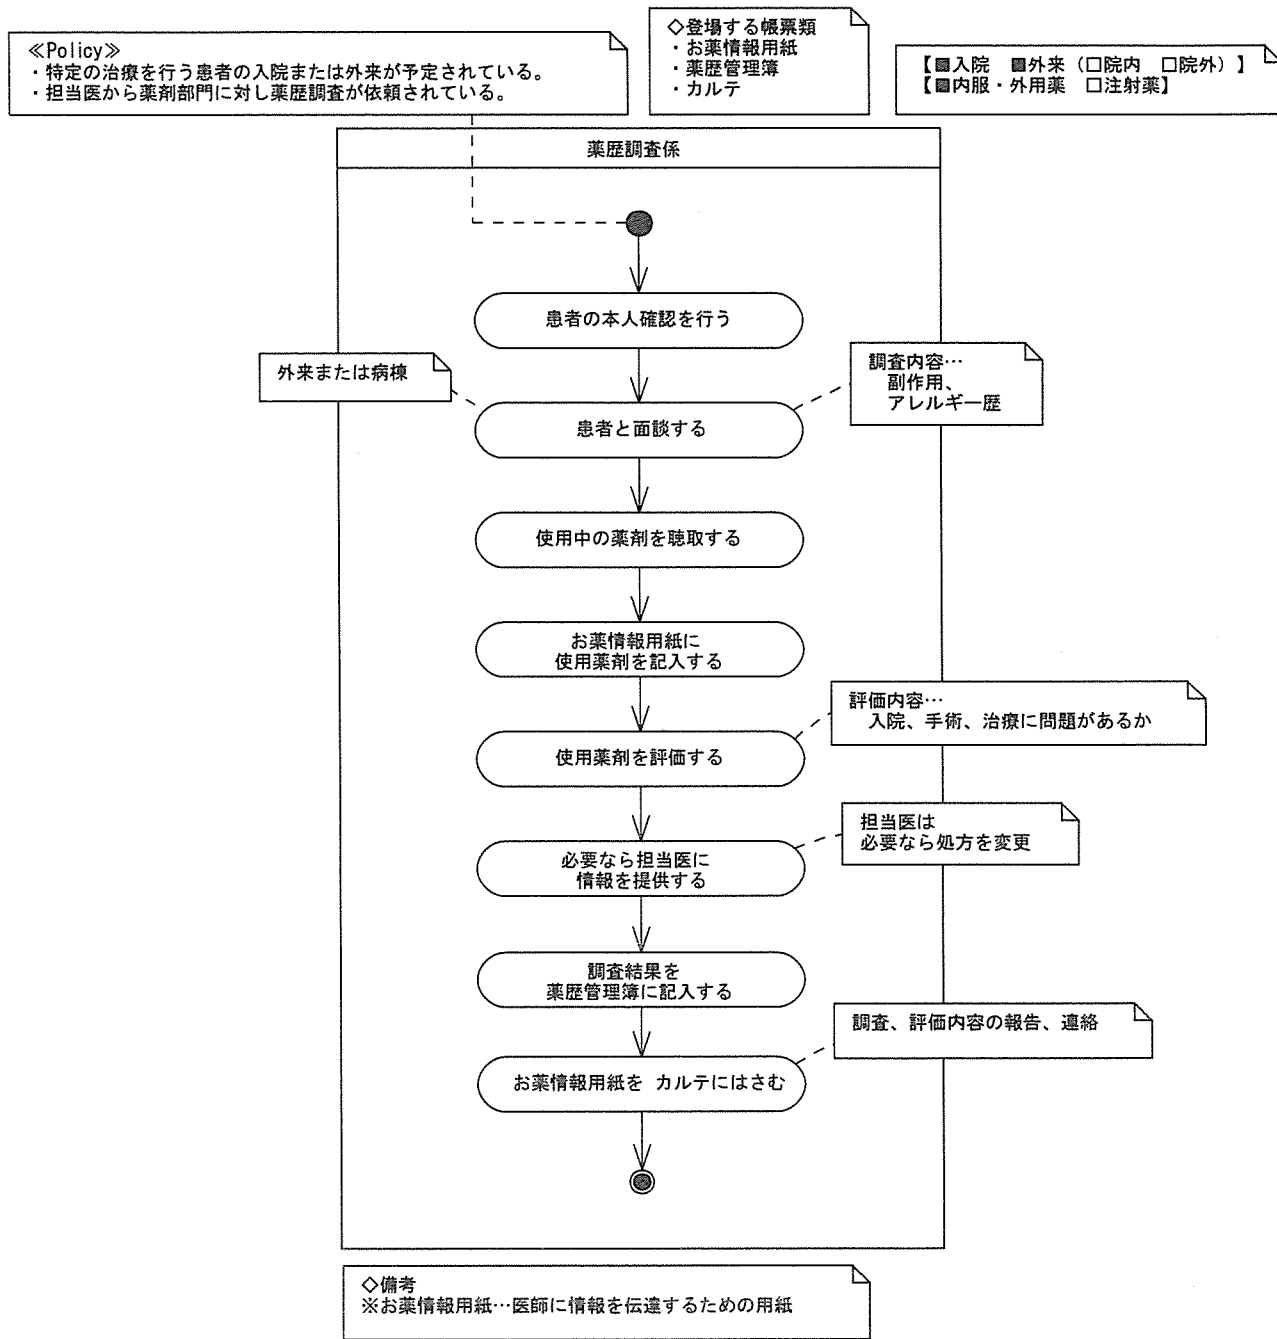 ≪Policy≫
・特定の治療を行う患者の入院または外来が予定されている。
・担当医から薬剤部門に対し薬歴調査が依頼されている。
◇登場する帳票類
・お薬情報用紙
・薬歴管理簿
・カルテ
【■入院 ■外来（□院内 □院外）】
【■内服・外用薬 □注射薬】
薬歴調査係
患者の本人確認を行う
外来または病棟
調査内容…
副作用、
アレルギー歴
患者と面談する
使用中の薬剤を聴取する
お薬情報用紙に
使用薬剤を記入する
評価内容…
入院、手術、治療に問題があるか
使用薬剤を評価する
担当医は
必要なら処方を変更
必要なら担当医に
情報を提供する
調査結果を
薬歴管理簿に記入する
調査、評価内容の報告、連絡
お薬情報用紙を カルテにはさむ
◇備考
※お薬情報用紙…医師に情報を伝達するための用紙